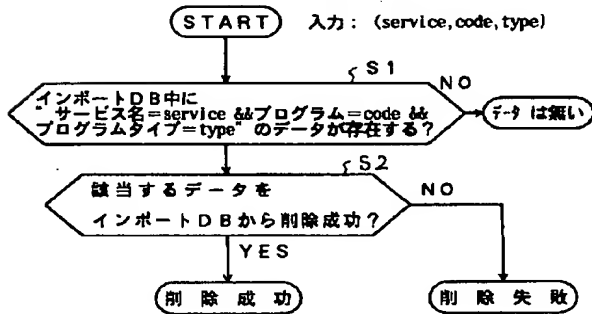 START 入力： (service,code,type)
S1
NO
インポートDB中に
"サービス名=service &&プログラム=code &&
プログラムタイプ=type"のデータが存在する？
データは無い
S2
NO
該当するデータを
インポートDBから削除成功？
YES
削除成功
削除失敗